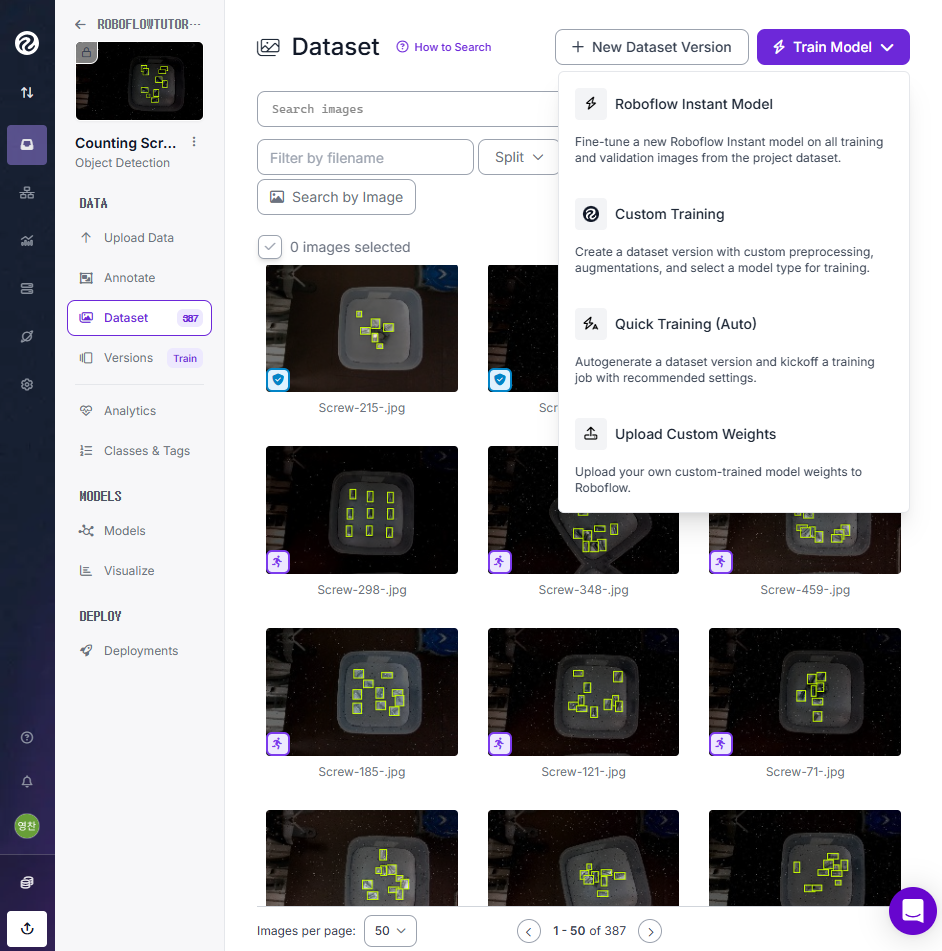 ROBOFLOWTUTOR...
Counting Scr...
Object Detection
DATA
Upload Data
Annotate
Dataset 387
Versions Train
Analytics
Classes & Tags
MODELS
Models
Visualize
DEPLOY
Deployments
영찬
Dataset
How to Search
New Dataset Version
Train Model
Search images
Filter by filename
Split
Search by Image
0 images selected
Roboflow Instant Model
Fine-tune a new Roboflow Instant model on all training
and validation images from the project dataset.
Custom Training
Create a dataset version with custom preprocessing,
augmentations, and select a model type for training.
Quick Training (Auto)
Autogenerate a dataset version and kickoff a training
job with recommended settings.
Upload Custom Weights
Upload your own custom-trained model weights to
Roboflow.
Screw-215-.jpg
Scr
Screw-298-.jpg
Screw-348-.jpg
Screw-459-.jpg
Screw-185-.jpg
Screw-121-.jpg
Screw-71-.jpg
Images per page: 50
1 - 50 of 387